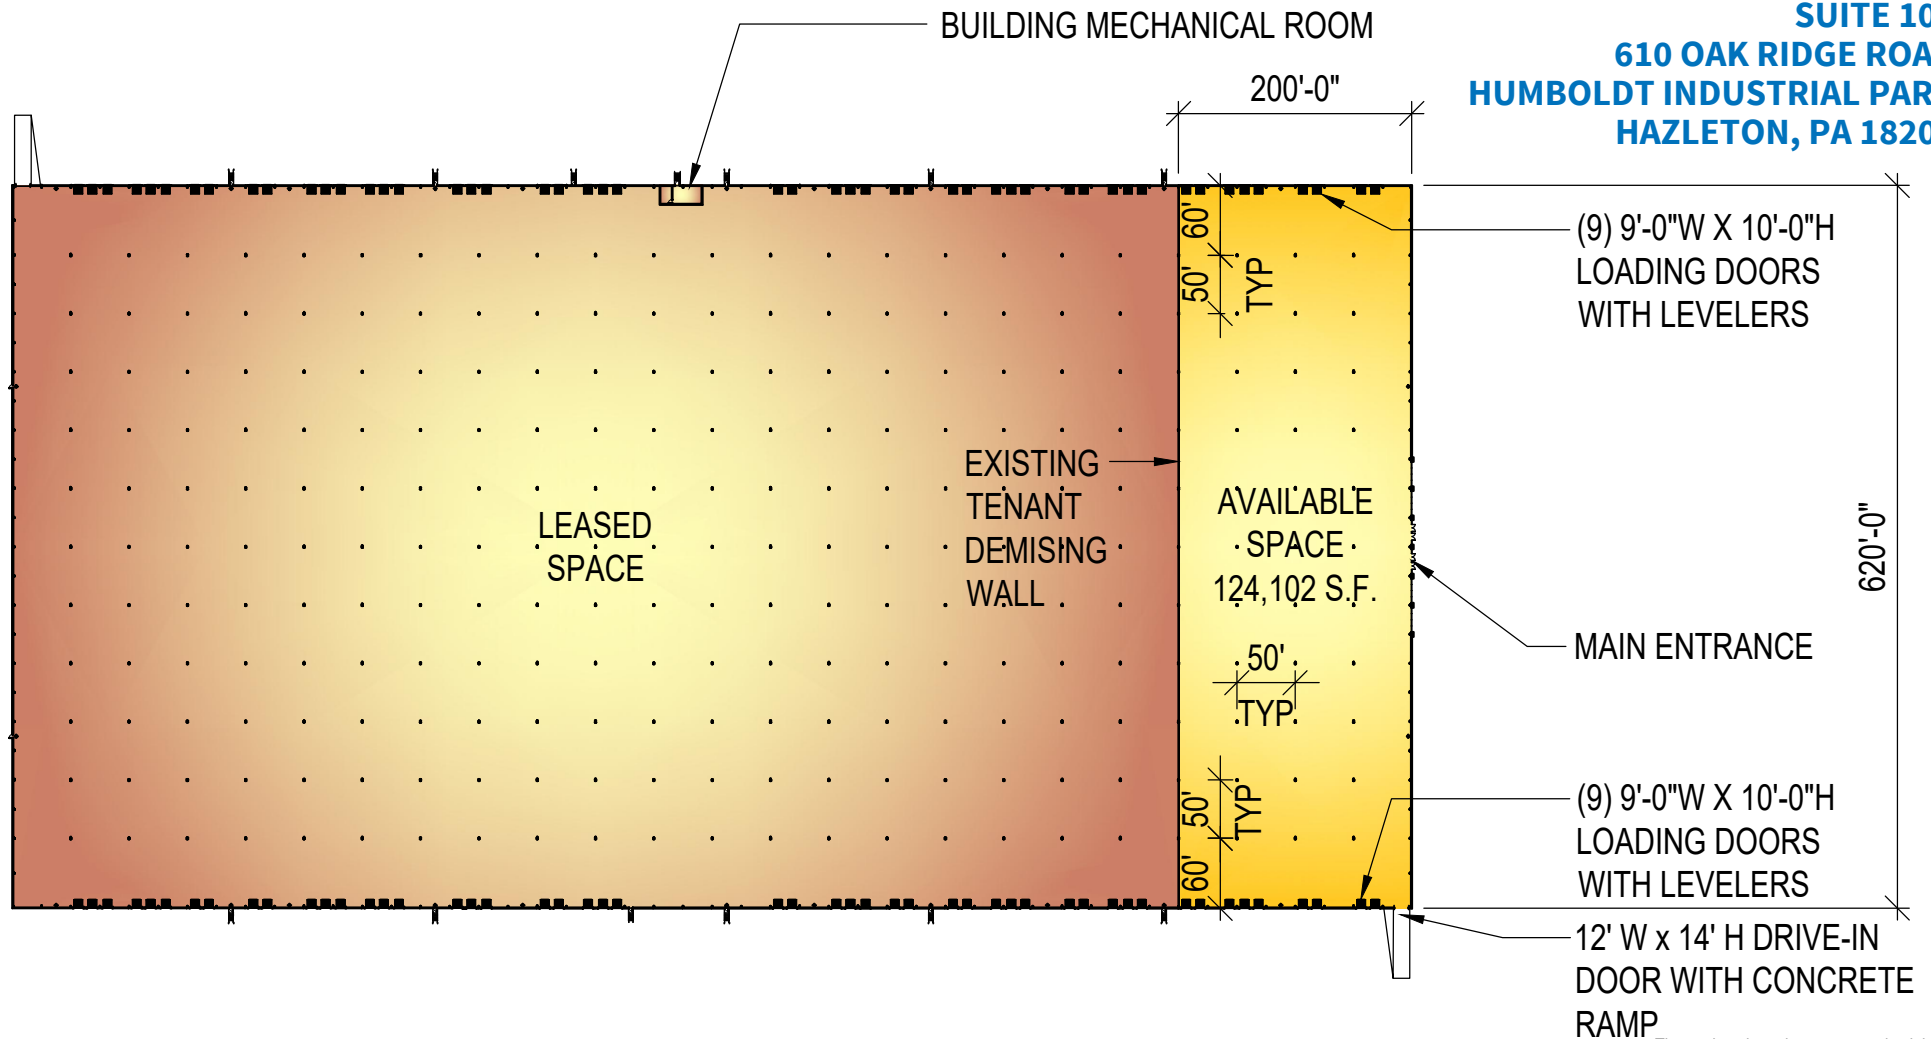 BUILDING MECHANICAL ROOM
SUITE 10
610 OAK RIDGE ROA
HUMBOLDT INDUSTRIAL PAR
HAZLETON, PA 1820
200'-0"
(9) 9'-0"W X 10'-0"H
LOADING DOORS
WITH LEVELERS
60'
50'
TYP
EXISTING
TENANT
DEMISING
WALL
LEASED
SPACE
AVAILABLE
SPACE
124,102 S.F.
620'-0"
MAIN ENTRANCE
50'
TYP
50'
TYP
60'
(9) 9'-0"W X 10'-0"H
LOADING DOORS
WITH LEVELERS
12' W x 14' H DRIVE-IN
DOOR WITH CONCRETE
RAMP